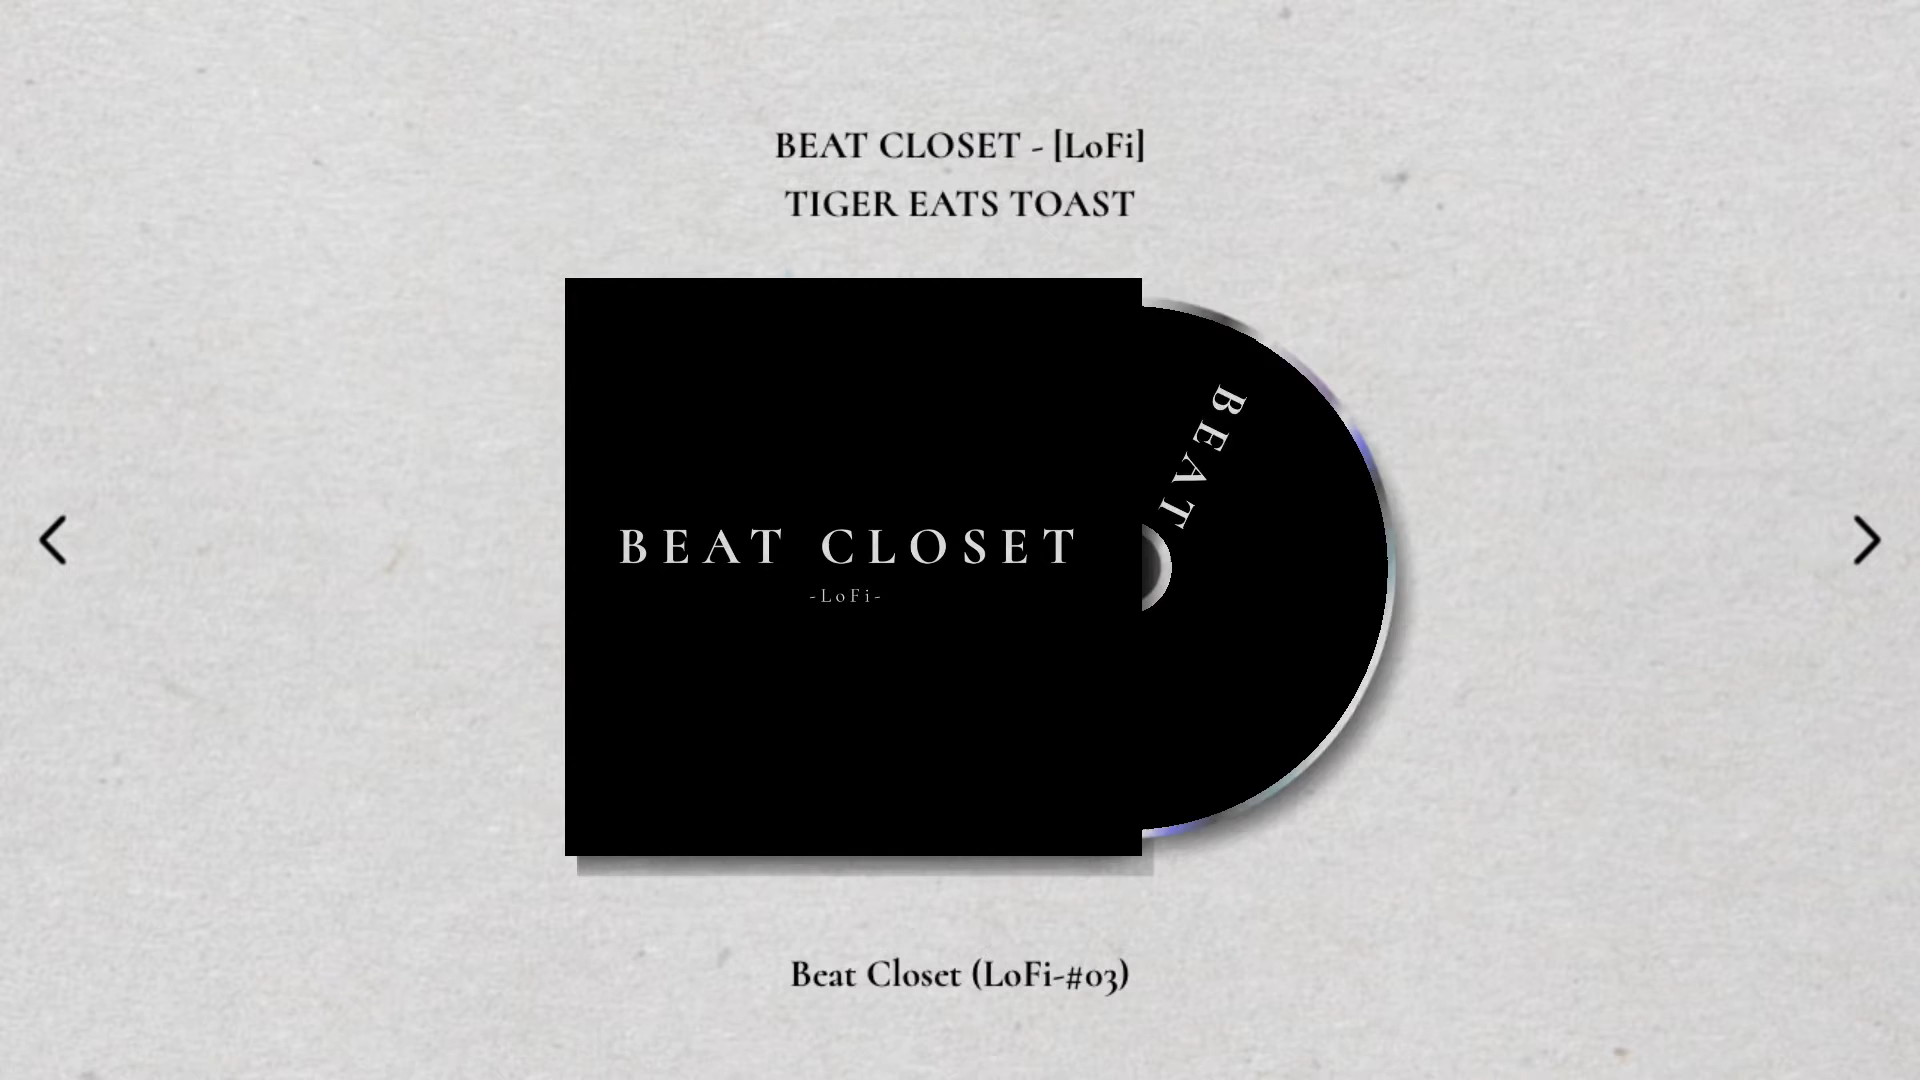 BEAT CLOSET - [LoFi]
TIGER EATS TOAST
BEAT CLOSET
-LoFi-
BEAT
Beat Closet (LoFi-#03)